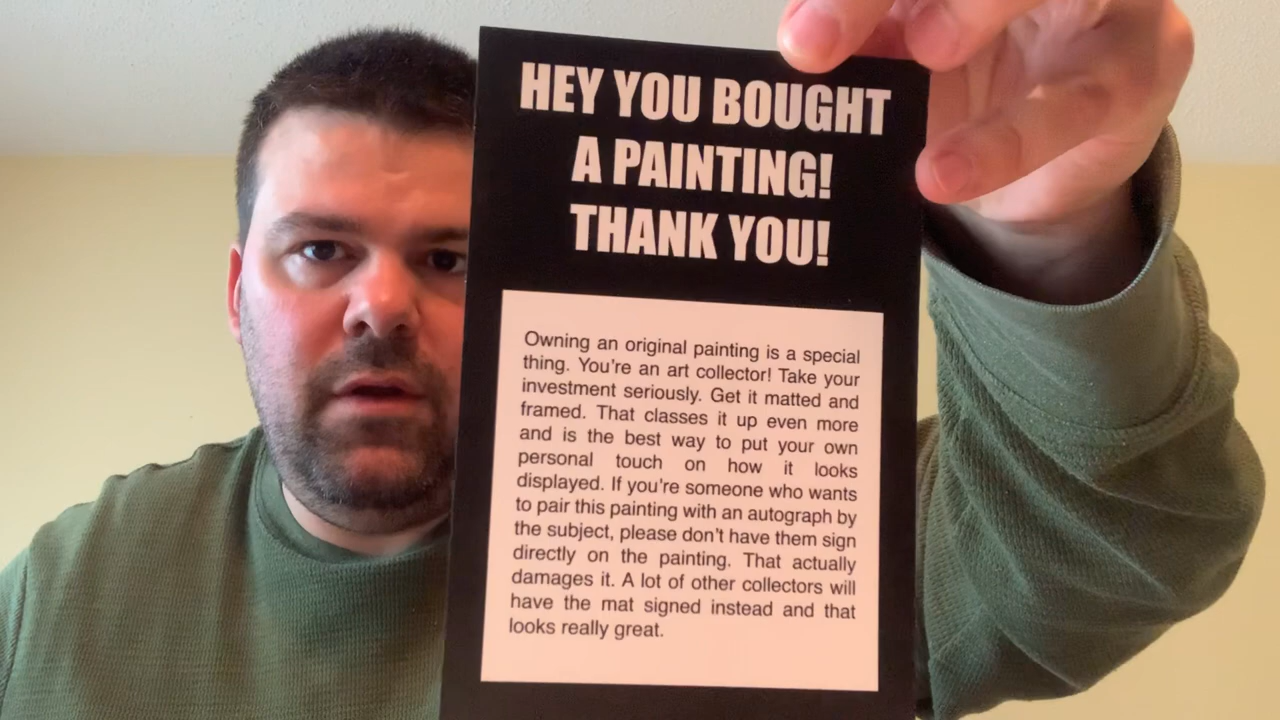 HEY YOU BOUGHT
A PAINTING!
THANK YOU!
Owning an original painting is a special
thing. You're an art collector! Take your
investment seriously. Get it matted and
framed. That classes it up even more
and is the best way to put your own
personal touch on how it looks
displayed. If you're someone who wants
to pair this painting with an autograph by
the subject, please don't have them sign
directly on the painting. That actually
damages it. A lot of other collectors will
have the mat signed instead and that
looks really great.